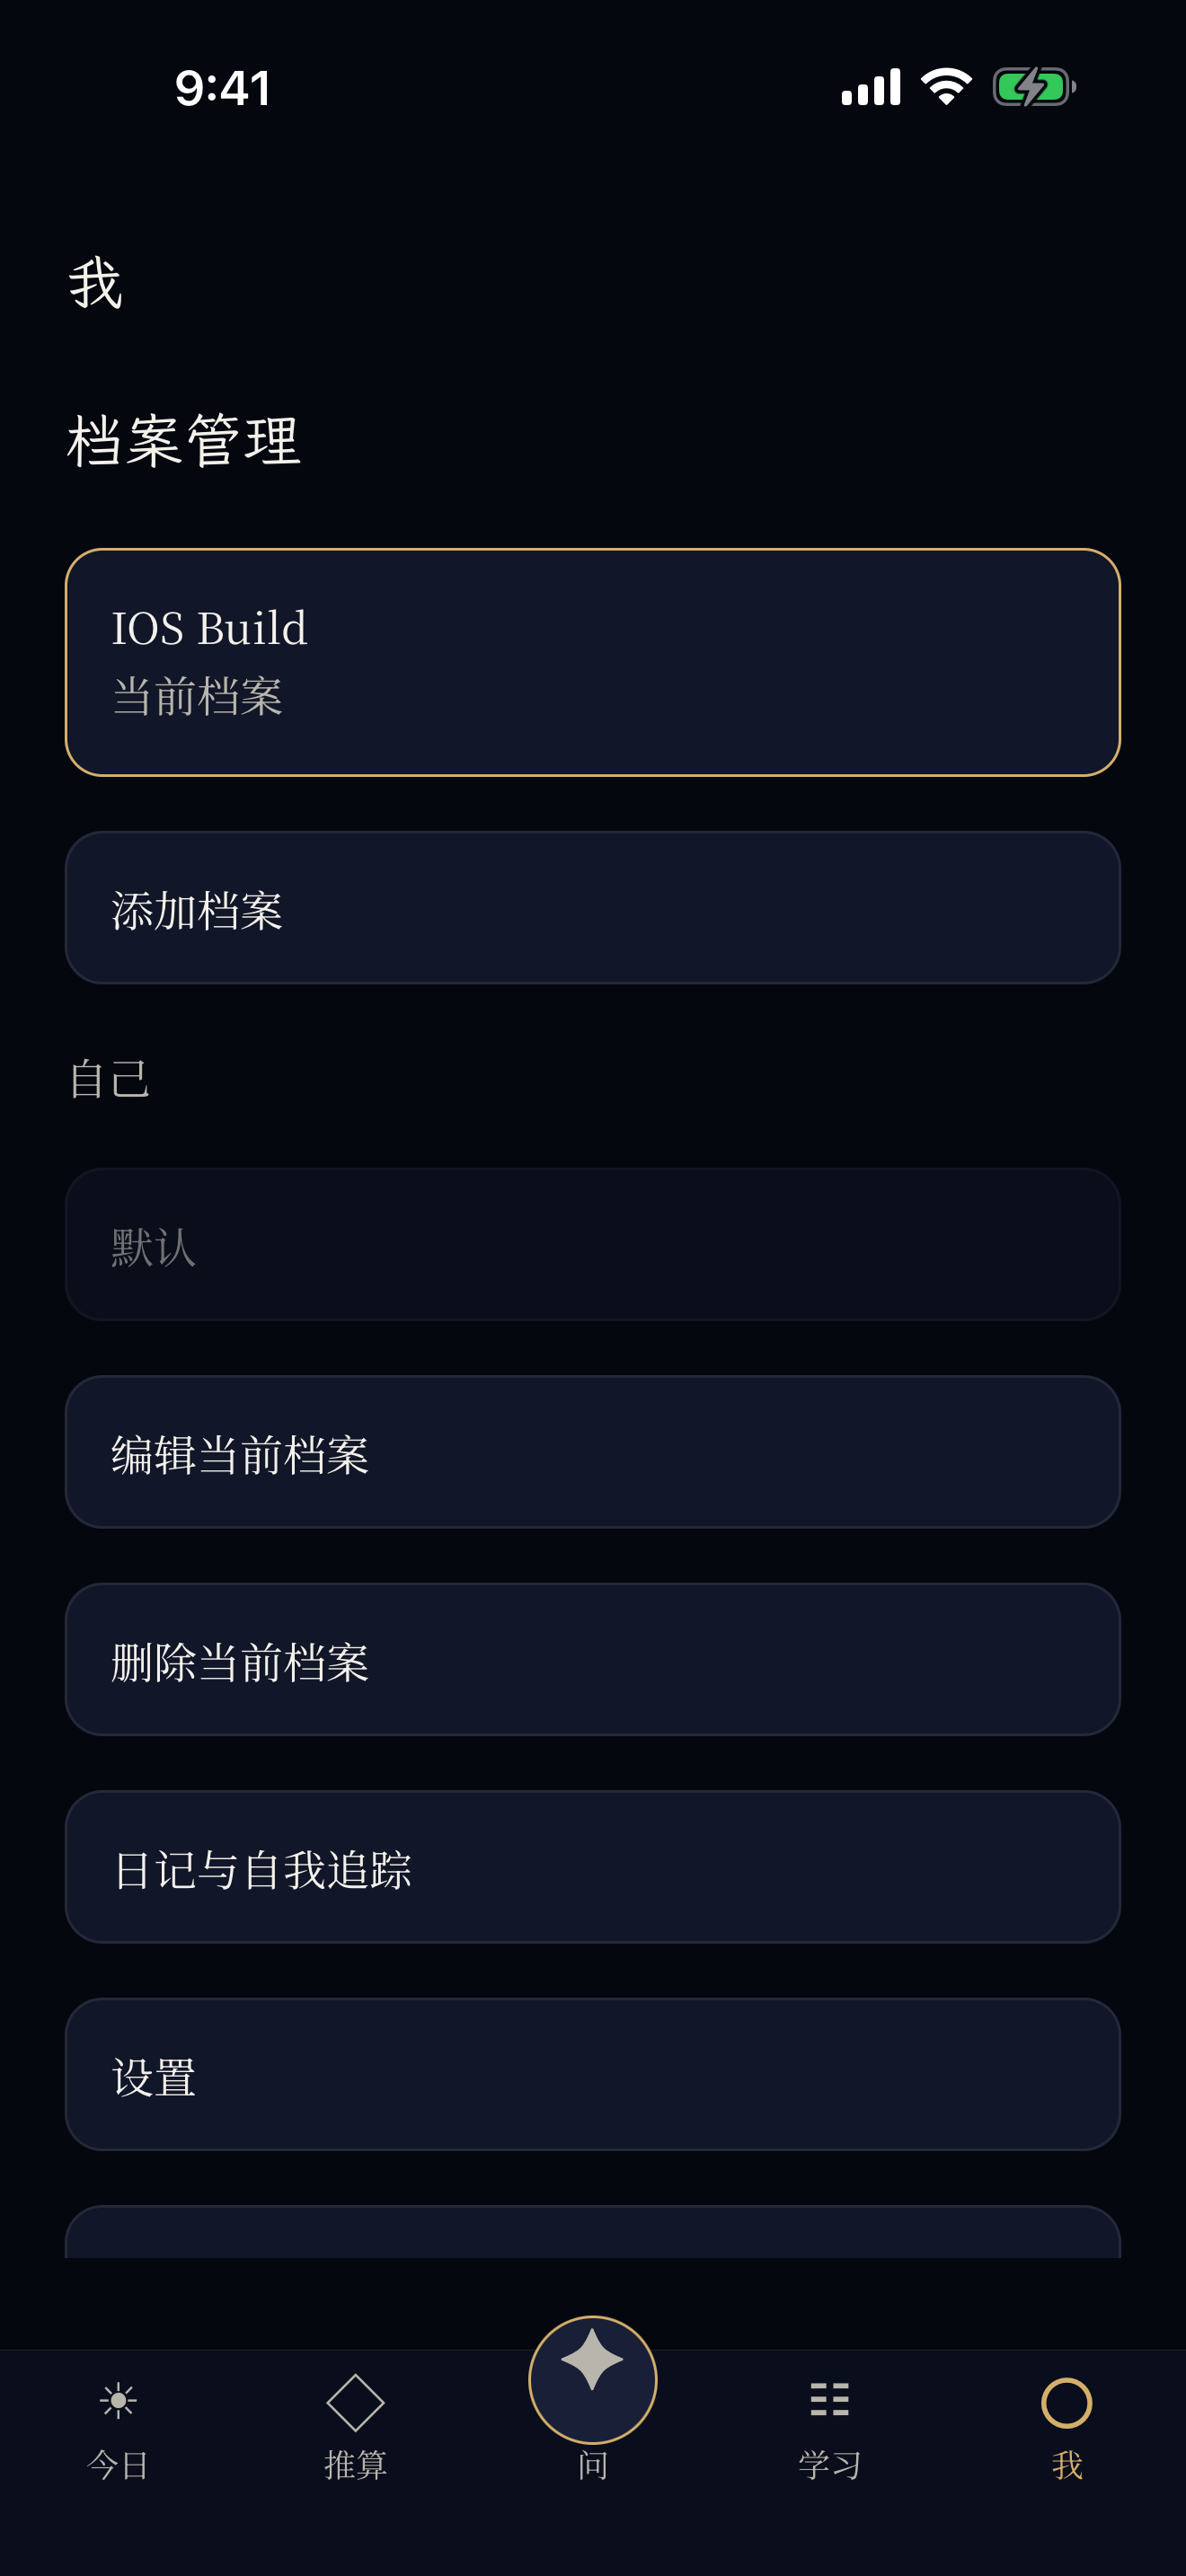 9:41
我
档案管理
IOS Build
当前档案
添加档案
自己
默认
编辑当前档案
删除当前档案
日记与自我追踪
设置
今日
推算
问
学习
我